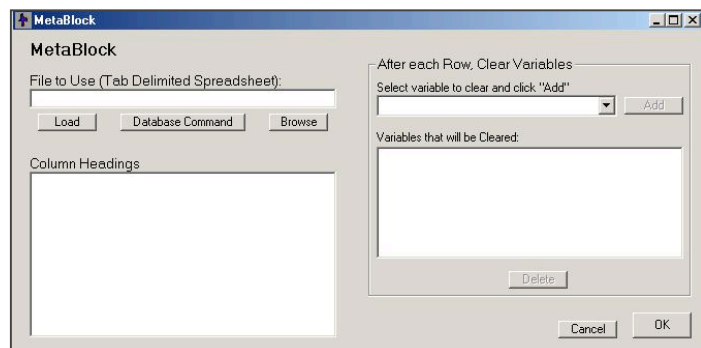 MetaBlock
MetaBlock
File to Use (Tab Delimited Spreadsheet):
Load Database Command Browse
Column Headings
After each Row, Clear Variables
Select variable to clear and click "Add"
Add
Variables that will be Cleared:
Delete
Cancel OK